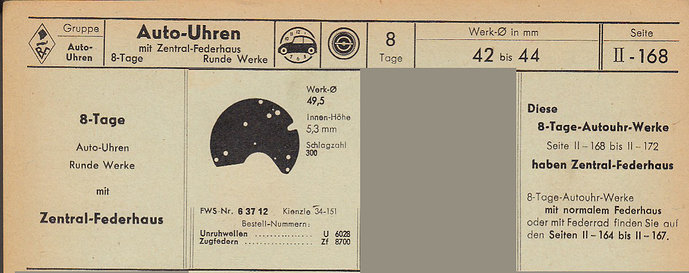 Gruppe
Auto-
Uhren
Auto-Uhren
mit Zentral-Federhaus
8-Tage Runde Werke
8
Tage
Werk-Ø in mm
42 bis 44
Seite
II - 168
8-Tage
Auto-Uhren
Runde Werke
mit
Zentral-Federhaus
Werk-Ø
49,5
Innen-Höhe
5,3 mm
Schlagzahl
300
FWS-Nr. 6 37 12 Kienzle 34-151
Bestell-Nummern:
Unruhwellen ............... U 6028
Zugfedern .................. Zf 8700
Diese
8-Tage-Autouhr-Werke
Seite II - 168 bis II - 172
haben Zentral-Federhaus
8-Tage-Autouhr-Werke
mit normalem Federhaus
oder mit Federrad finden Sie auf
den Seiten II - 164 bis II - 167.